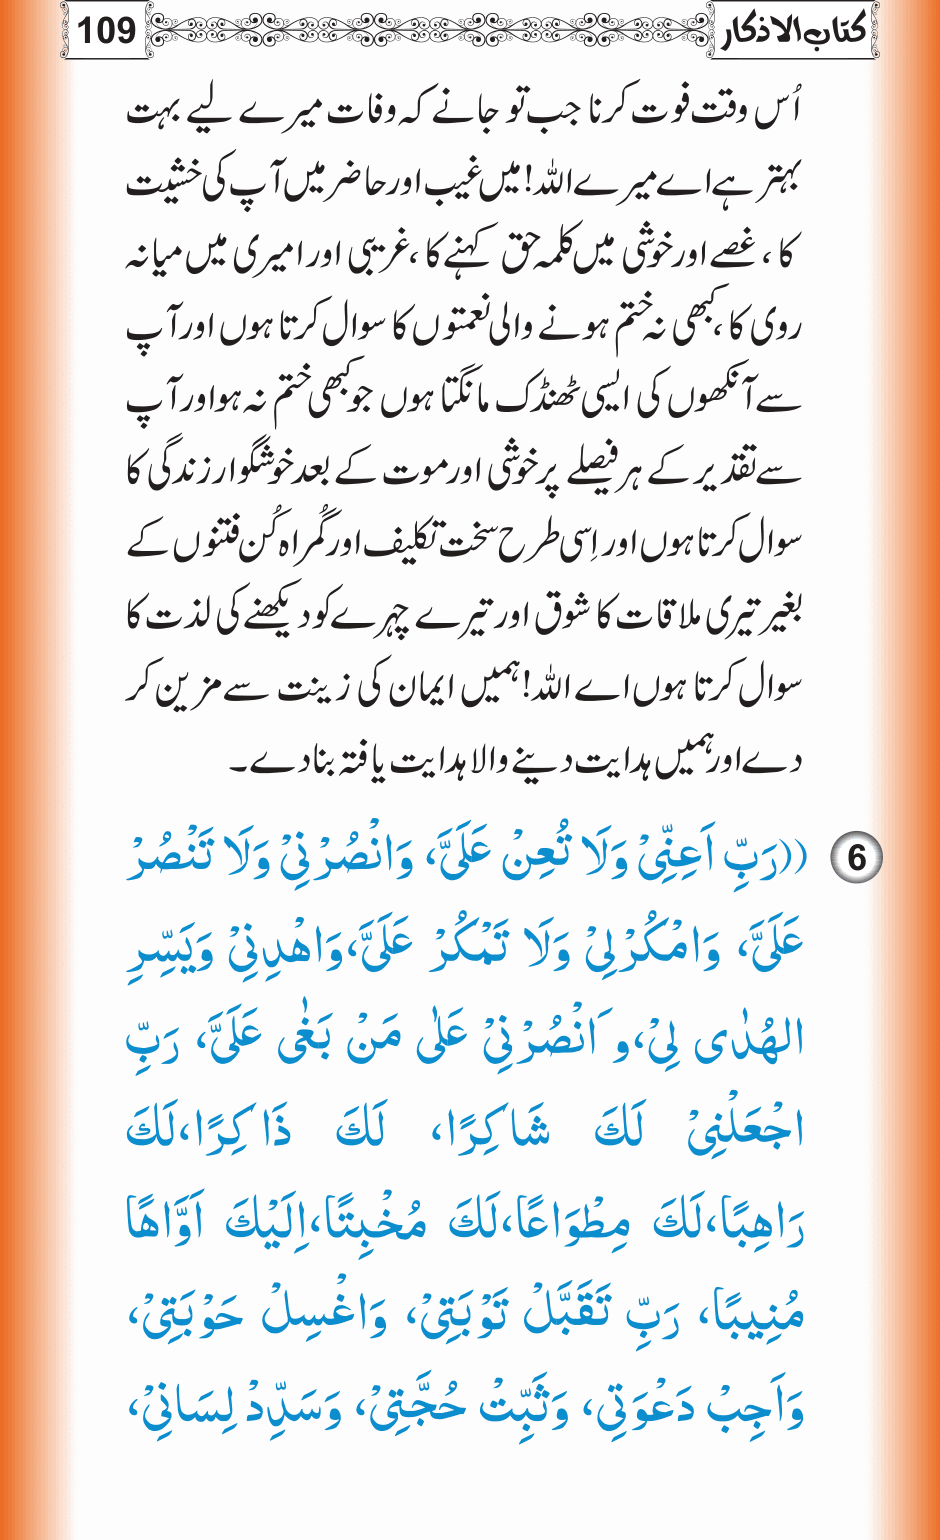 كتاب الاذكار
109
اُس وقت فوت کرنا جب تو جانے کہ وفات میرے لیے بہت
بہتر ہے اے میرے اللہ! میں غیب اور حاضر میں آپ کی خشیت
کا، غصے اور خوشی میں کلمہ حق کہنے کا، غریبی اور امیری میں میانہ
روی کا، کبھی نہ ختم ہونے والی نعمتوں کا سوال کرتا ہوں اور آپ
سے آنکھوں کی ایسی ٹھنڈک مانگتا ہوں جو کبھی ختم نہ ہو اور آپ
سے تقدیر کے ہر فیصلے پر خوشی اور موت کے بعد خوشگوار زندگی کا
سوال کرتا ہوں اور اِسی طرح سخت تکلیف اور گُمراہ کُن فتنوں کے
بغیر تیری ملاقات کا شوق اور تیرے چہرے کو دیکھنے کی لذت کا
سوال کرتا ہوں اے اللہ! ہمیں ایمان کی زینت سے مزین کر
دے اور ہمیں ہدایت دینے والا ہدایت یافتہ بنا دے۔
6 ((رَبِّ اَعِنِّيْ وَلَا تُعِنْ عَلَيَّ، وَانْصُرْنِيْ وَلَا تَنْصُرْ
عَلَيَّ، وَامْكُرْلِيْ وَلَا تَمْكُرْ عَلَيَّ،وَاهْدِنِيْ وَيَسِّرِ
الهُدٰى لِيْ،وَانْصُرْنِيْ عَلٰى مَنْ بَغٰى عَلَيَّ، رَبِّ
اجْعَلْنِيْ لَكَ شَاكِرًا، لَكَ ذَاكِرًا،لَكَ
رَاهِبًا،لَكَ مِطْوَاعًا،لَكَ مُخْبِتًا،اِلَيْكَ اَوَّاهًا
مُنِيبًا، رَبِّ تَقَبَّلْ تَوْبَتِيْ، وَاغْسِلْ حَوْبَتِيْ،
وَاَجِبْ دَعْوَتِي، وَثَبِّتْ حُجَّتِيْ، وَسَدِّدْ لِسَانِيْ،